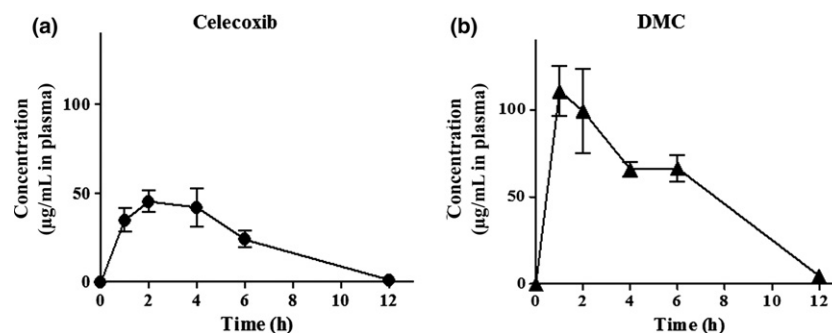 (a)
Celecoxib
Concentration
(µg/mL in plasma)
100
50
0
0 2 4 6 8 10 12
Time (h)
(b)
DMC
Concentration
(µg/mL in plasma)
100
50
0
0 2 4 6 8 10 12
Time (h)